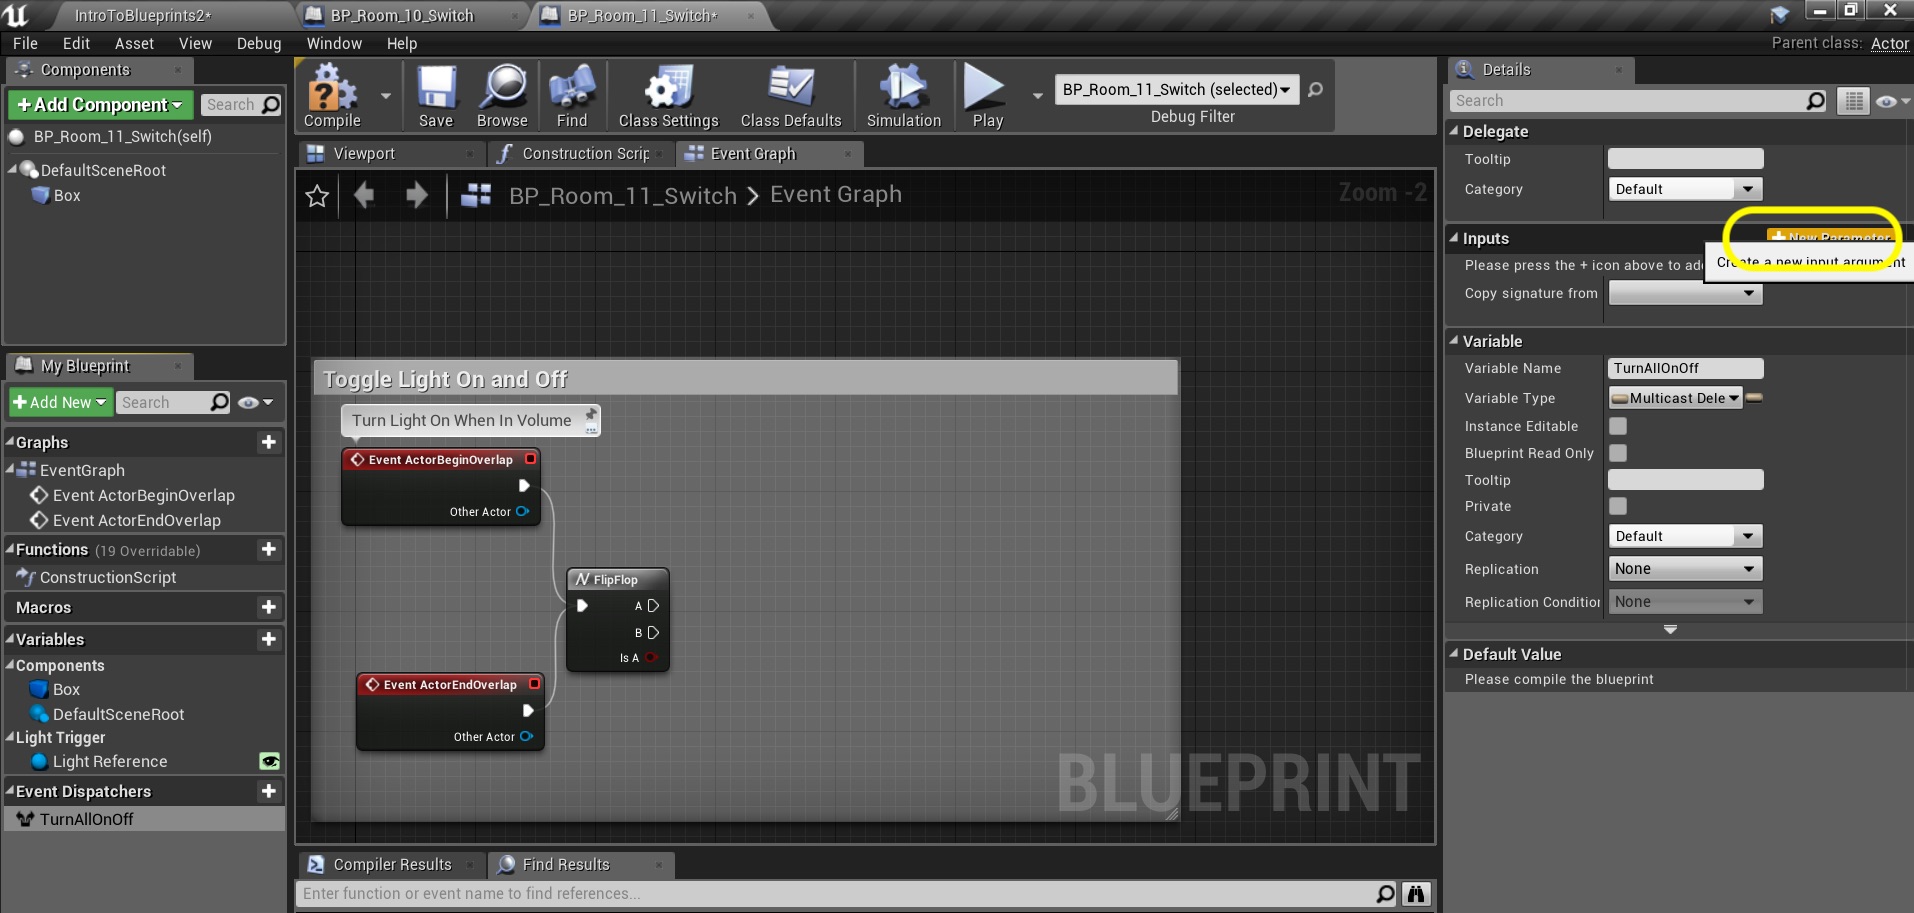 IntroToBlueprints2*
BP_Room_10_Switch
BP_Room_11_Switch*
File Edit Asset View Debug Window Help
Parent class: Actor
Components
+Add Component
Search
BP_Room_11_Switch(self)
DefaultSceneRoot
Box
My Blueprint
+Add New
Search
Graphs
EventGraph
Event ActorBeginOverlap
Event ActorEndOverlap
Functions (19 Overridable)
ConstructionScript
Macros
Variables
Components
Box
DefaultSceneRoot
Light Trigger
Light Reference
Event Dispatchers
TurnAllOnOff
Compile
Save
Browse
Find
Class Settings
Class Defaults
Simulation
Play
BP_Room_11_Switch (selected)
Debug Filter
Viewport
Construction Scrip
Event Graph
BP_Room_11_Switch > Event Graph
Zoom -2
Toggle Light On and Off
Turn Light On When In Volume
Event ActorBeginOverlap
Other Actor
FlipFlop
A
B
Is A
Event ActorEndOverlap
Other Actor
BLUEPRINT
Compiler Results
Find Results
Enter function or event name to find references...
Details
Search
Delegate
Tooltip
Category Default
Inputs
+ New Parameter
Please press the + icon above to add
Create a new input argument
Copy signature from
Variable
Variable Name TurnAllOnOff
Variable Type Multicast Dele
Instance Editable
Blueprint Read Only
Tooltip
Private
Category Default
Replication None
Replication Condition None
Default Value
Please compile the blueprint